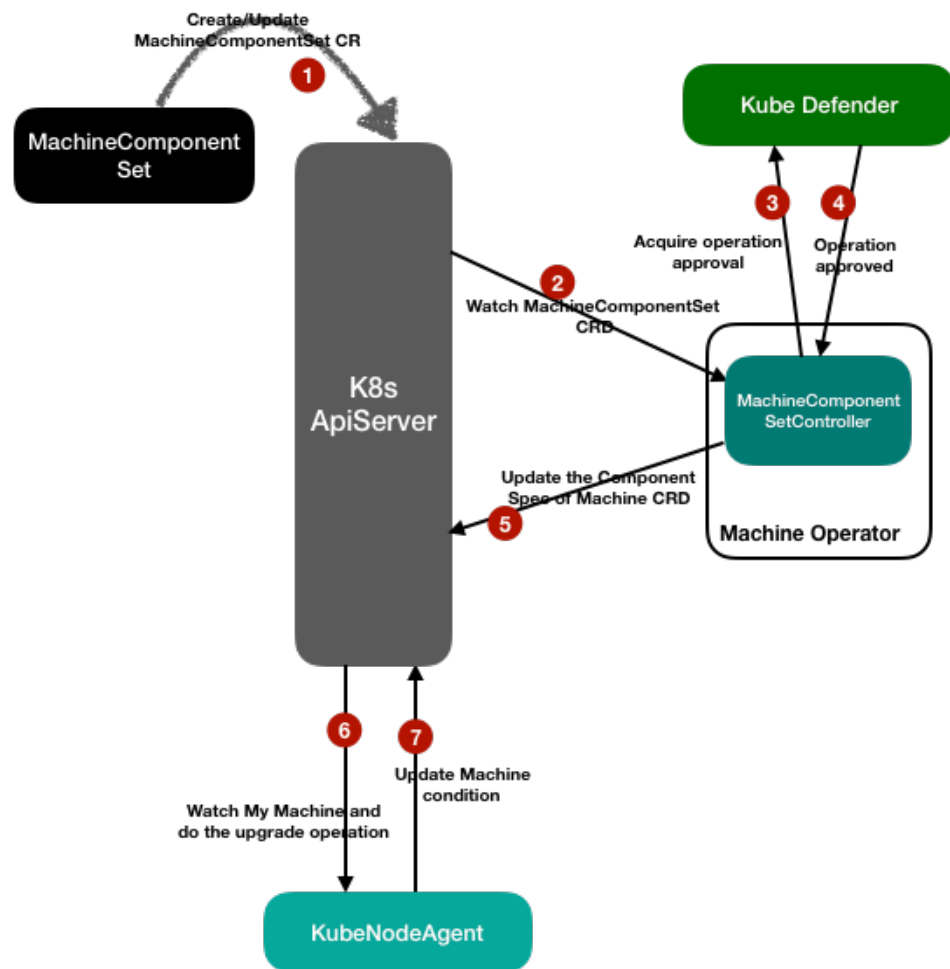 Create/Update
MachineComponentSet CR
1
MachineComponent
Set
Kube Defender
3
4
Acquire operation
approval
Operation
approved
2
Watch MachineComponentSet
CRD
K8s
ApiServer
MachineComponent
SetController
Update the Component
Spec of Machine CRD
5
Machine Operator
6
7
Update Machine
condition
Watch My Machine and
do the upgrade operation
KubeNodeAgent